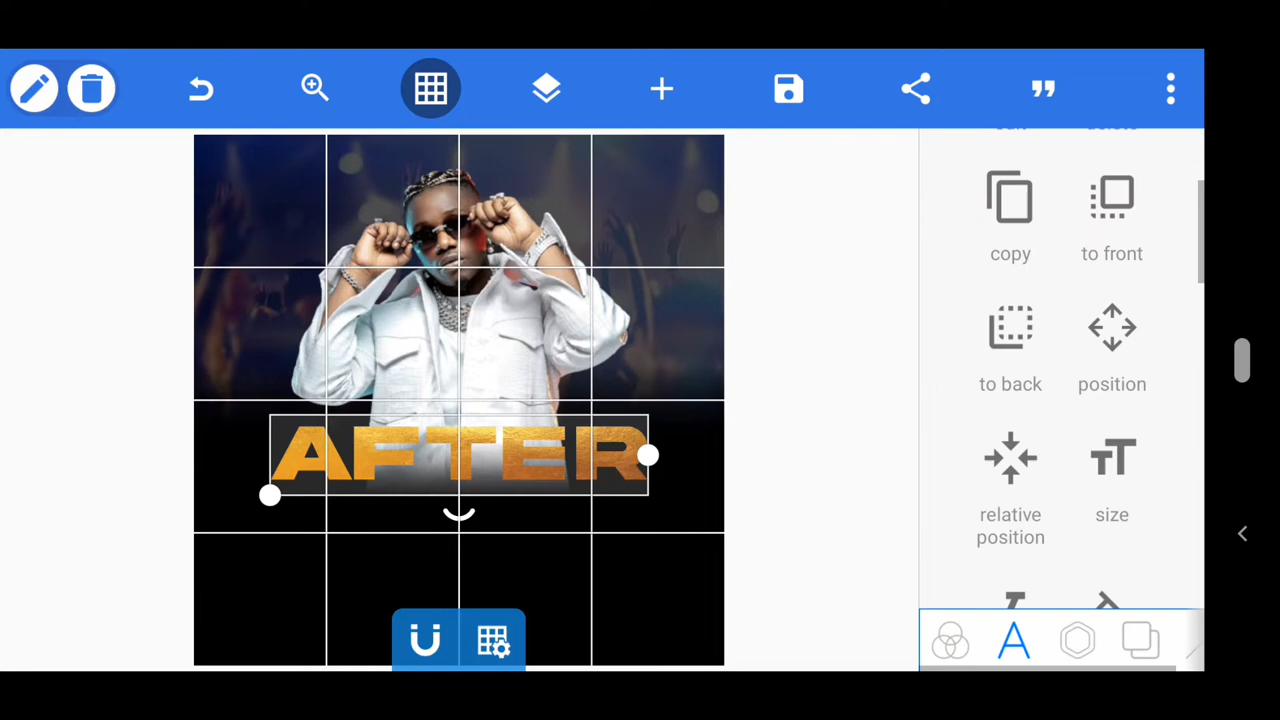 copy
to front
to back
position
relative
position
size
AFTER